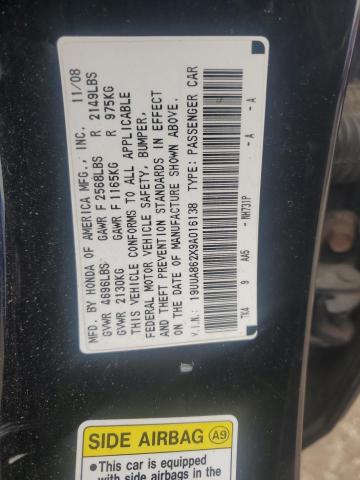 MFD. BY HONDA OF AMERICA MFG., INC. 11/08
GVWR 4696LBS GAWR F 2568LBS R 2149LBS
GVWR 2130KG GAWR F 1165KG R 975KG
THIS VEHICLE CONFORMS TO ALL APPLICABLE
FEDERAL MOTOR VEHICLE SAFETY, BUMPER,
AND THEFT PREVENTION STANDARDS IN EFFECT
ON THE DATE OF MANUFACTURE SHOWN ABOVE.
V.I.N.: 19UUA862X9A016138 TYPE: PASSENGER CAR
TK4 9 AA5 - NH731P A - A
SIDE AIRBAG A9
• This car is equipped
with side airbags